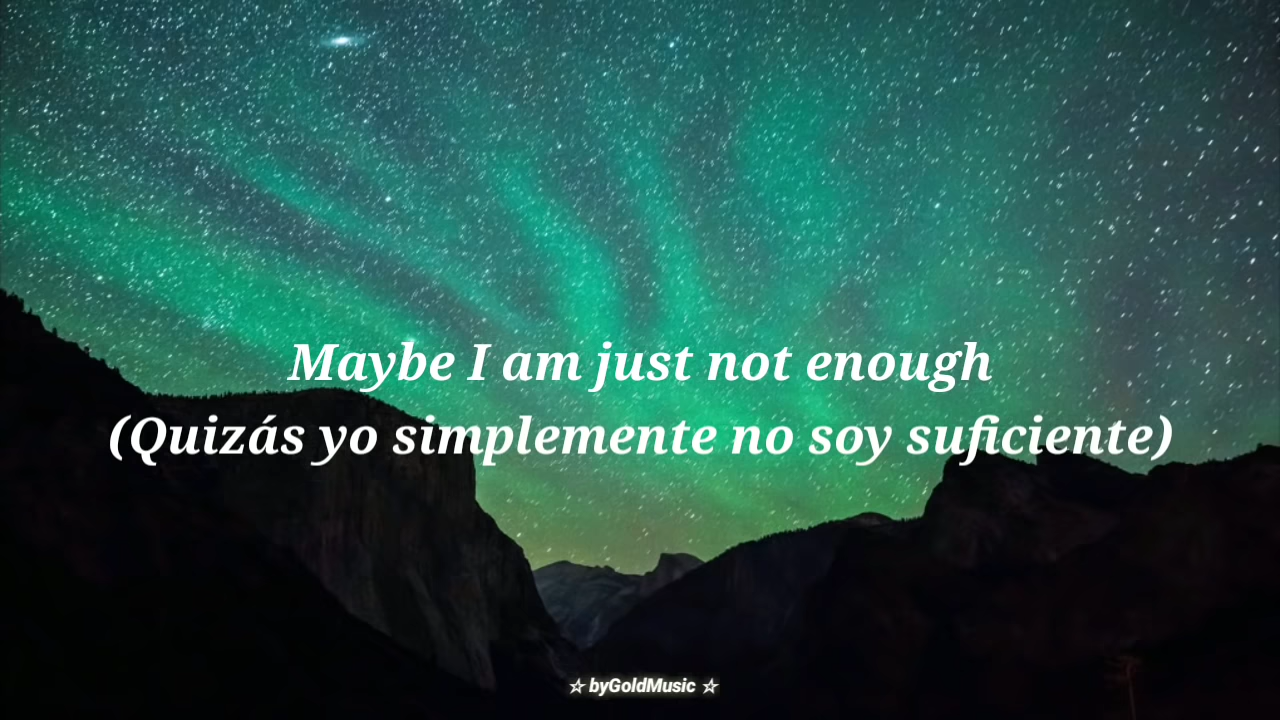 Maybe I am just not enough
(Quizás yo simplemente no soy suficiente)
☆ byGoldMusic ☆